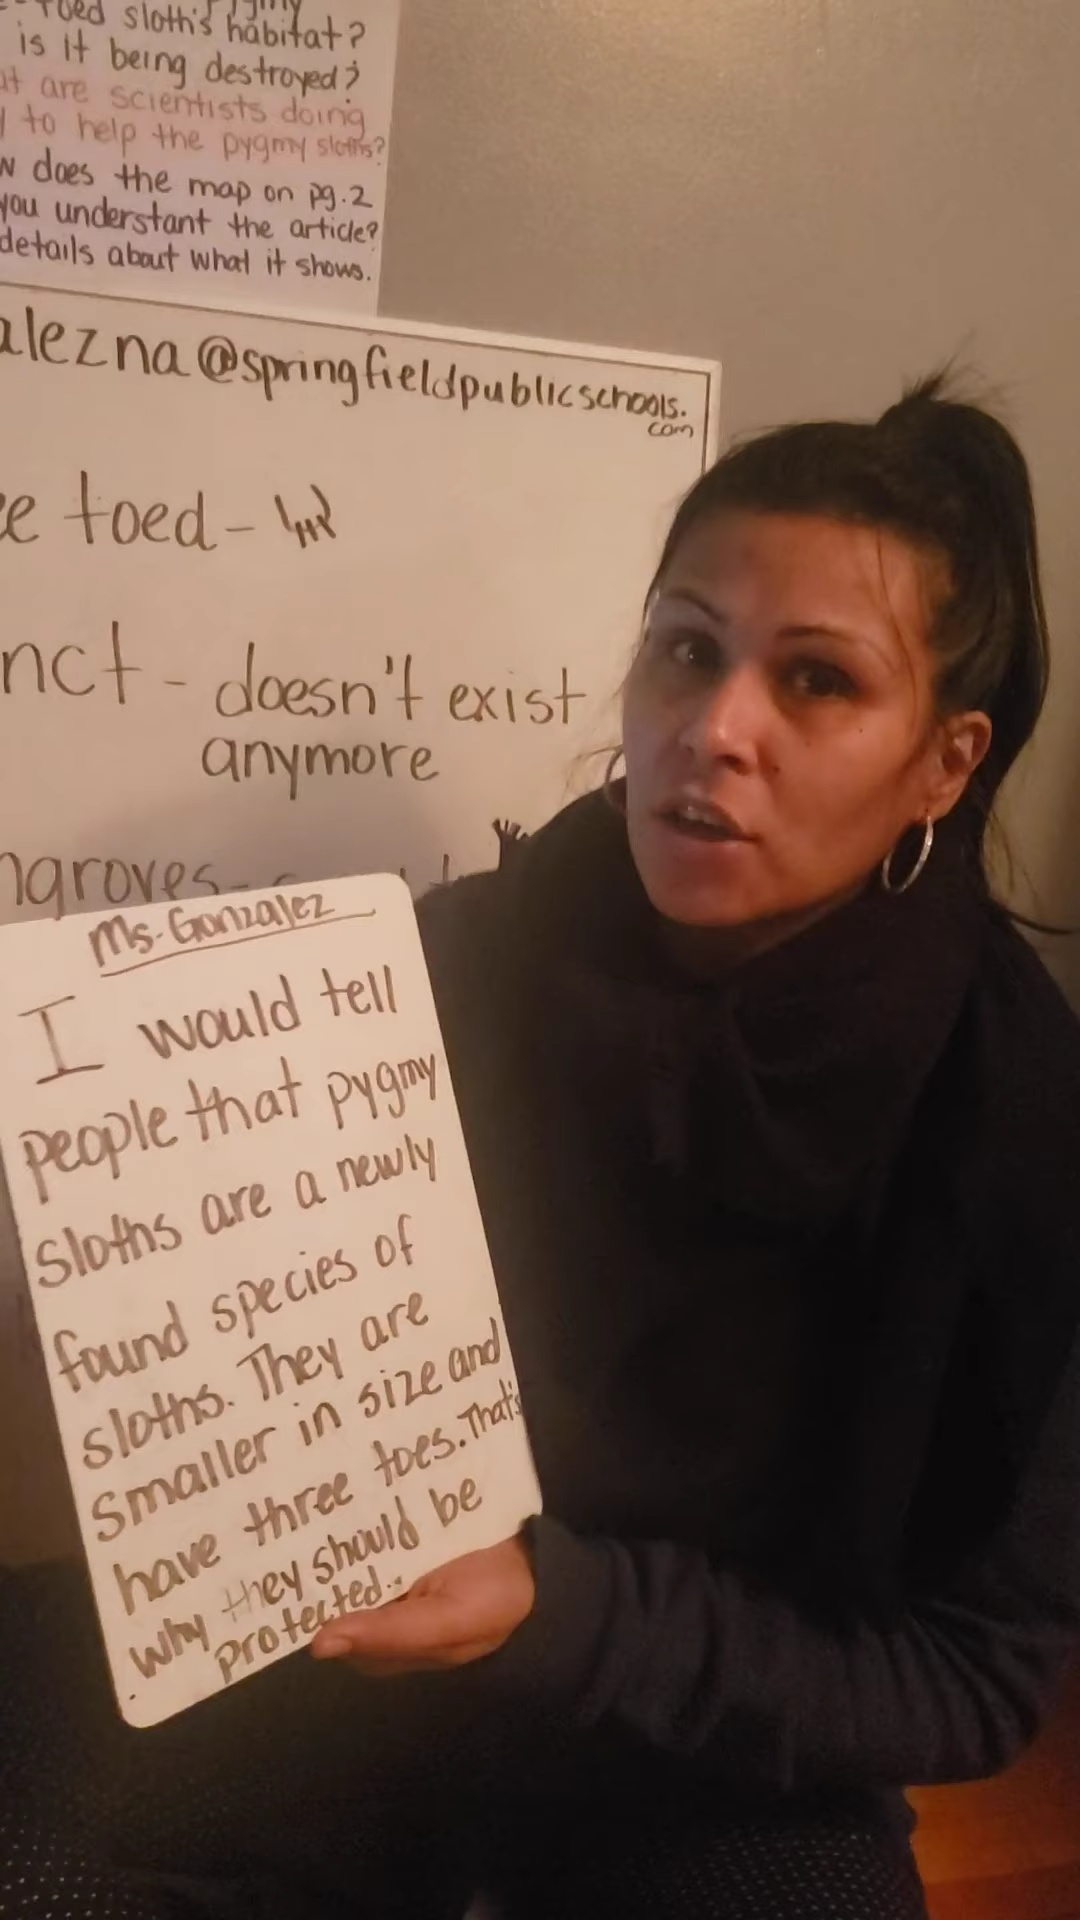 toed sloth's habitat?
is it being destroyed?
are scientists doing
to help the pygmy sloths?
does the map on pg.2
you understant the article?
details about what it shows.
alezna@springfieldpublicschools.
com
toed -
nct - doesn't exist
anymore
ngroves-
Ms. Gonzalez
I would tell
people that pygmy
sloths are a newly
found species of
sloths. They are
smaller in size and
have three toes. That's
why they should be
protected..